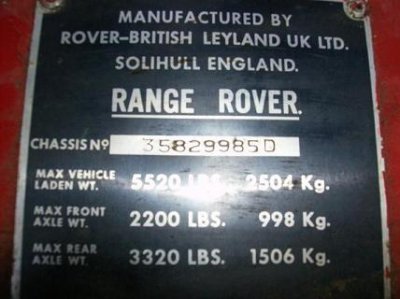 MANUFACTURED BY
ROVER-BRITISH LEYLAND UK LTD.
SOLIHULL ENGLAND.
RANGE ROVER.
CHASSIS Nº 35829985D
MAX VEHICLE LADEN WT. 5520 LBS. 2504 Kg.
MAX FRONT AXLE WT. 2200 LBS. 998 Kg.
MAX REAR AXLE WT. 3320 LBS. 1506 Kg.